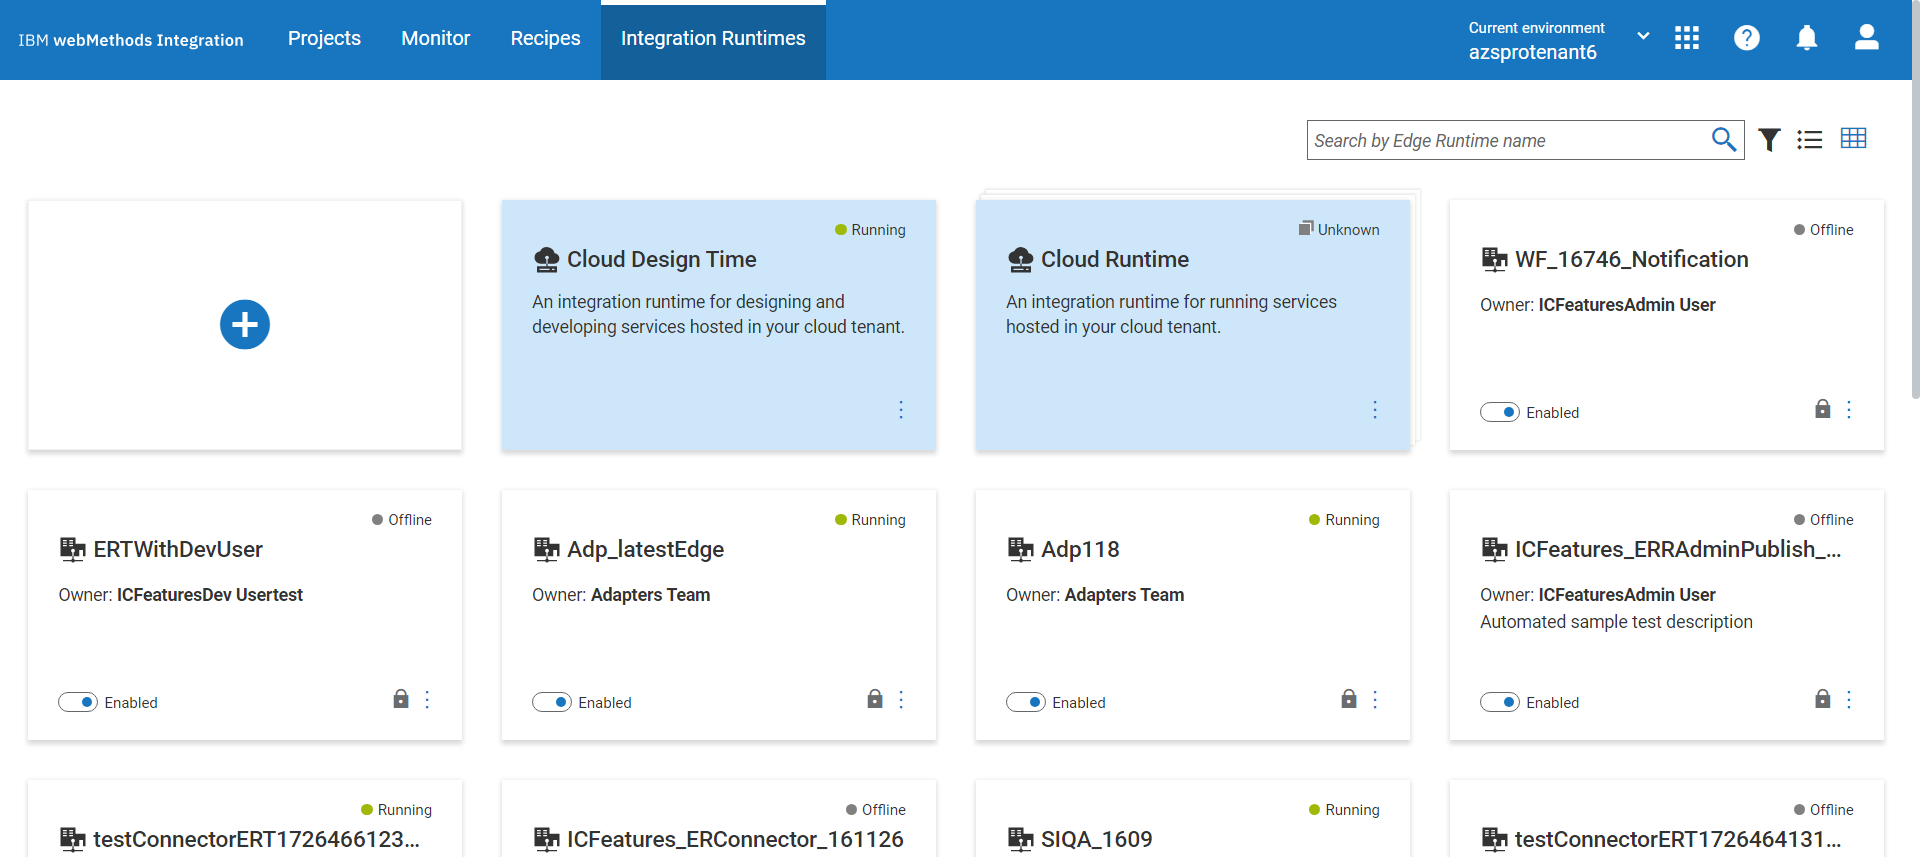 IBM webMethods Integration
Projects
Monitor
Recipes
Integration Runtimes
Current environment
azsprotenant6
Search by Edge Runtime name
Running
Cloud Design Time
An integration runtime for designing and
developing services hosted in your cloud tenant.
Unknown
Cloud Runtime
An integration runtime for running services
hosted in your cloud tenant.
Offline
WF_16746_Notification
Owner: ICFeaturesAdmin User
Enabled
Offline
ERTWithDevUser
Owner: ICFeaturesDev Usertest
Enabled
Running
Adp_latestEdge
Owner: Adapters Team
Enabled
Running
Adp118
Owner: Adapters Team
Enabled
Offline
ICFeatures_ERRAdminPublish_...
Owner: ICFeaturesAdmin User
Automated sample test description
Enabled
Running
testConnectorERT1726466123...
Offline
ICFeatures_ERConnector_161126
Running
SIQA_1609
Offline
testConnectorERT1726464131...